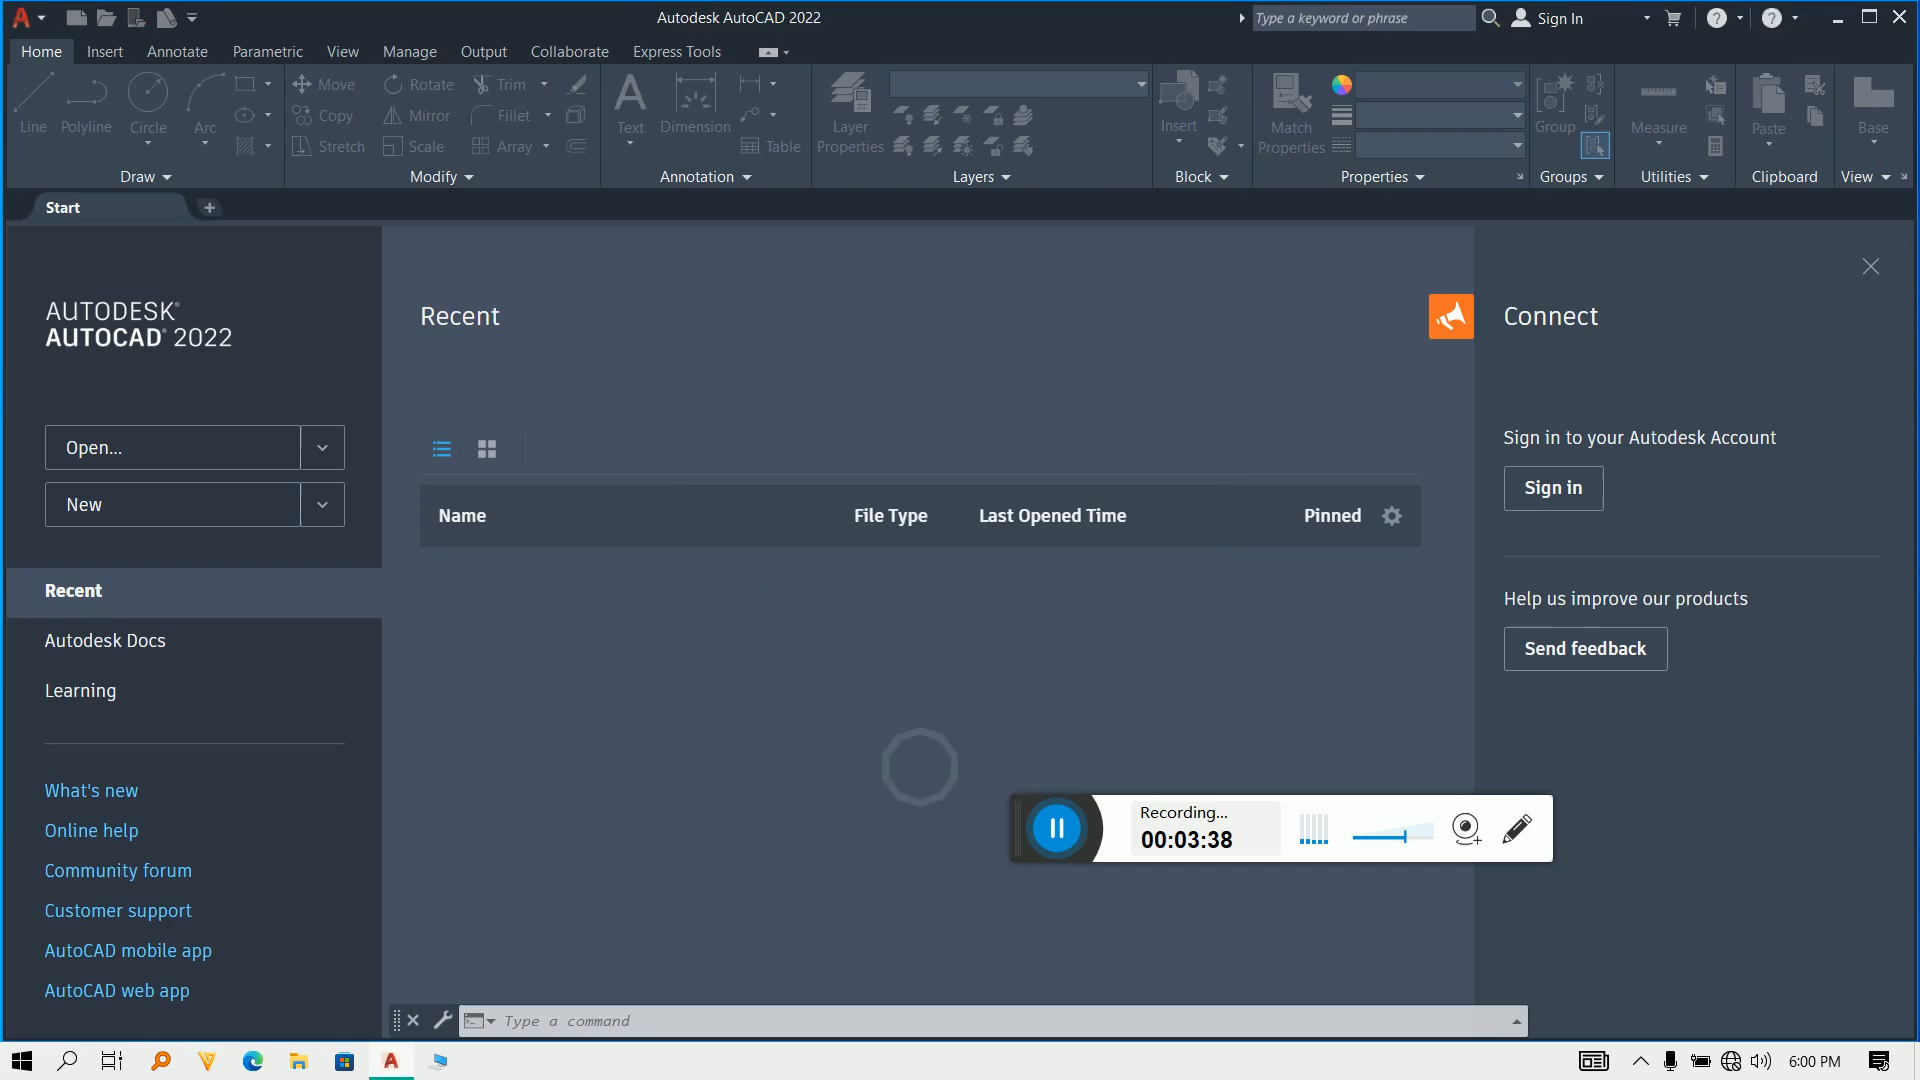 Autodesk AutoCAD 2022
Type a keyword or phrase
Sign In
Home Insert Annotate Parametric View Manage Output Collaborate Express Tools
Line Polyline Circle Arc
Move Rotate Trim
Copy Mirror Fillet
Stretch Scale Array
Text Dimension Table
Layer
Properties
Insert
Match
Properties
Group Measure Paste Base
Draw Modify Annotation Layers Block Properties Groups Utilities Clipboard View
Start
AUTODESK®
AUTOCAD® 2022
Open...
New
Recent
Autodesk Docs
Learning
What's new
Online help
Community forum
Customer support
AutoCAD mobile app
AutoCAD web app
Recent
Name File Type Last Opened Time Pinned
Connect
Sign in to your Autodesk Account
Sign in
Help us improve our products
Send feedback
Recording...
00:03:38
Type a command
6:00 PM